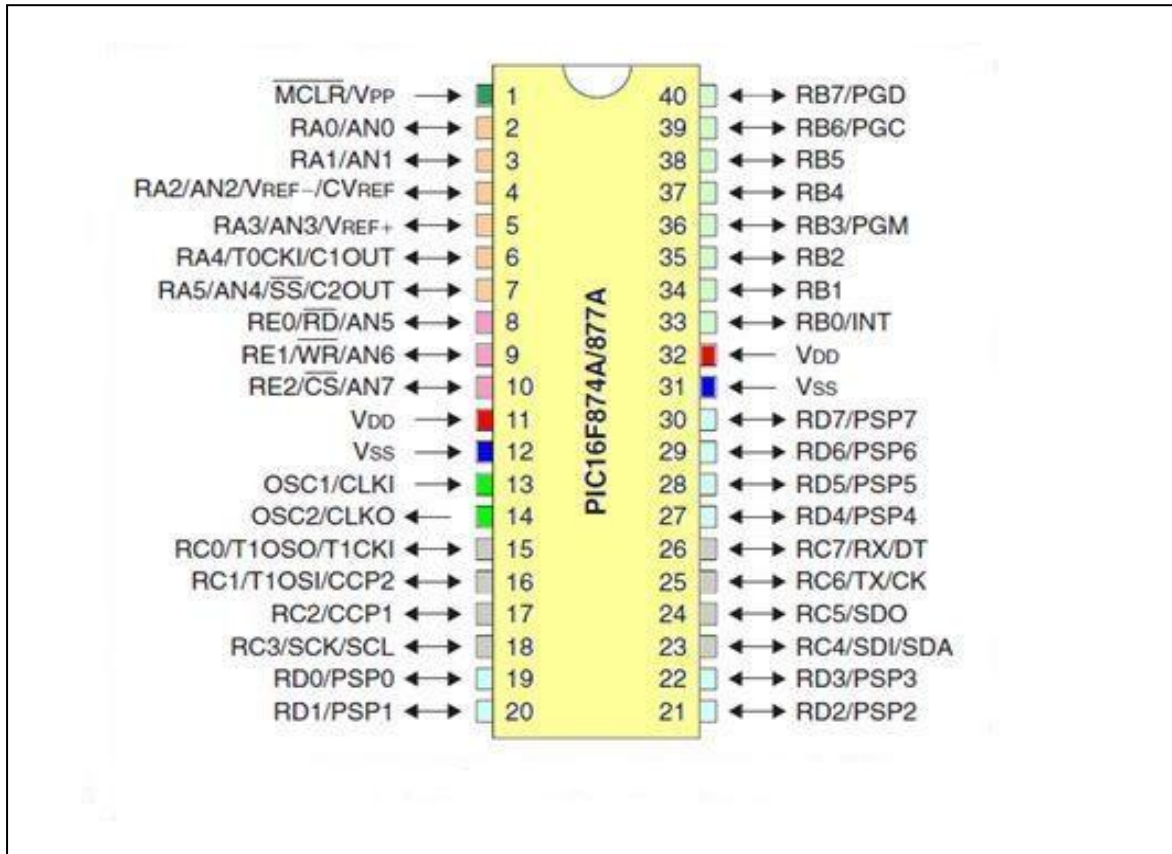 MCLR/VPP 1
RA0/AN0 2
RA1/AN1 3
RA2/AN2/VREF-/CVREF 4
RA3/AN3/VREF+ 5
RA4/T0CKI/C1OUT 6
RA5/AN4/SS/C2OUT 7
RE0/RD/AN5 8
RE1/WR/AN6 9
RE2/CS/AN7 10
VDD 11
VSS 12
OSC1/CLKI 13
OSC2/CLKO 14
RC0/T1OSO/T1CKI 15
RC1/T1OSI/CCP2 16
RC2/CCP1 17
RC3/SCK/SCL 18
RD0/PSP0 19
RD1/PSP1 20
PIC16F874A/877A
40 RB7/PGD
39 RB6/PGC
38 RB5
37 RB4
36 RB3/PGM
35 RB2
34 RB1
33 RB0/INT
32 VDD
31 VSS
30 RD7/PSP7
29 RD6/PSP6
28 RD5/PSP5
27 RD4/PSP4
26 RC7/RX/DT
25 RC6/TX/CK
24 RC5/SDO
23 RC4/SDI/SDA
22 RD3/PSP3
21 RD2/PSP2